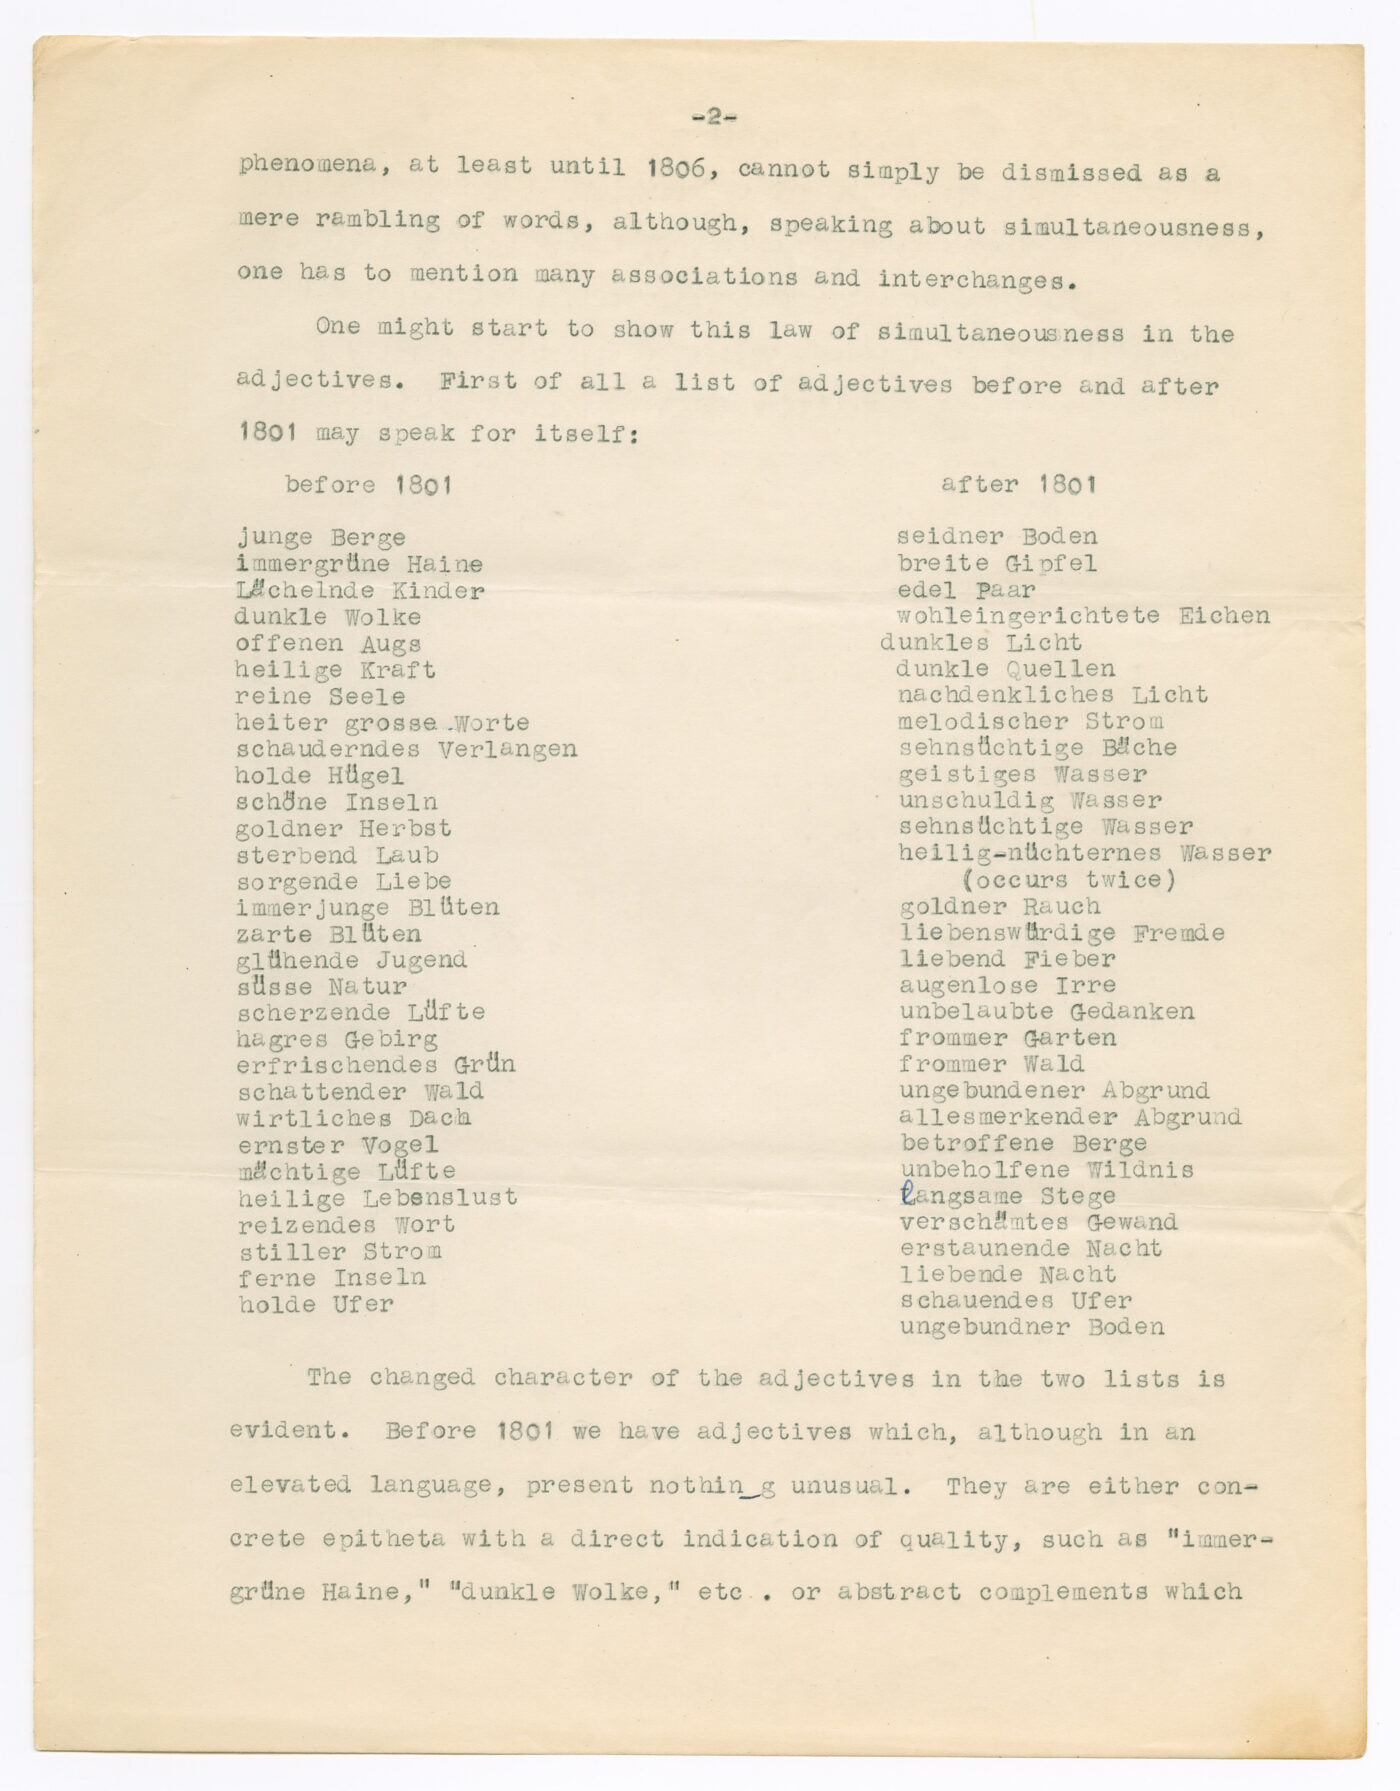 -2-
phenomena, at least until 1806, cannot simply be dismissed as a
mere rambling of words, although, speaking about simultaneousness,
one has to mention many associations and interchanges.
One might start to show this law of simultaneousness in the
adjectives. First of all a list of adjectives before and after
1801 may speak for itself:
before 1801
junge Berge
immergrüne Haine
Lächelnde Kinder
dunkle Wolke
offenen Augs
heilige Kraft
reine Seele
heiter grosse Worte
schauderndes Verlangen
holde Hügel
schöne Inseln
goldner Herbst
sterbend Laub
sorgende Liebe
immerjunge Blüten
zarte Blüten
glühende Jugend
süsse Natur
scherzende Lüfte
hagres Gebirg
erfrischendes Grün
schattender Wald
wirtliches Dach
ernster Vogel
mächtige Lüfte
heilige Lebenslust
reizendes Wort
stiller Strom
ferne Inseln
holde Ufer
after 1801
seidner Boden
breite Gipfel
edel Paar
wohleingerichtete Eichen
dunkles Licht
dunkle Quellen
nachdenkliches Licht
melodischer Strom
sehnsüchtige Bäche
geistiges Wasser
unschuldig Wasser
sehnsüchtige Wasser
heilig-nüchternes Wasser
(occurs twice)
goldner Rauch
liebenswürdige Fremde
liebend Fieber
augenlose Irre
unbelaubte Gedanken
frommer Garten
frommer Wald
ungebundener Abgrund
allesmerkender Abgrund
betroffene Berge
unbeholfene Wildnis
langsame Stege
verschämtes Gewand
erstaunende Nacht
liebende Nacht
schauendes Ufer
ungebundner Boden
The changed character of the adjectives in the two lists is
evident. Before 1801 we have adjectives which, although in an
elevated language, present nothin_g unusual. They are either con-
crete epitheta with a direct indication of quality, such as "immer-
grüne Haine," "dunkle Wolke," etc . or abstract complements which